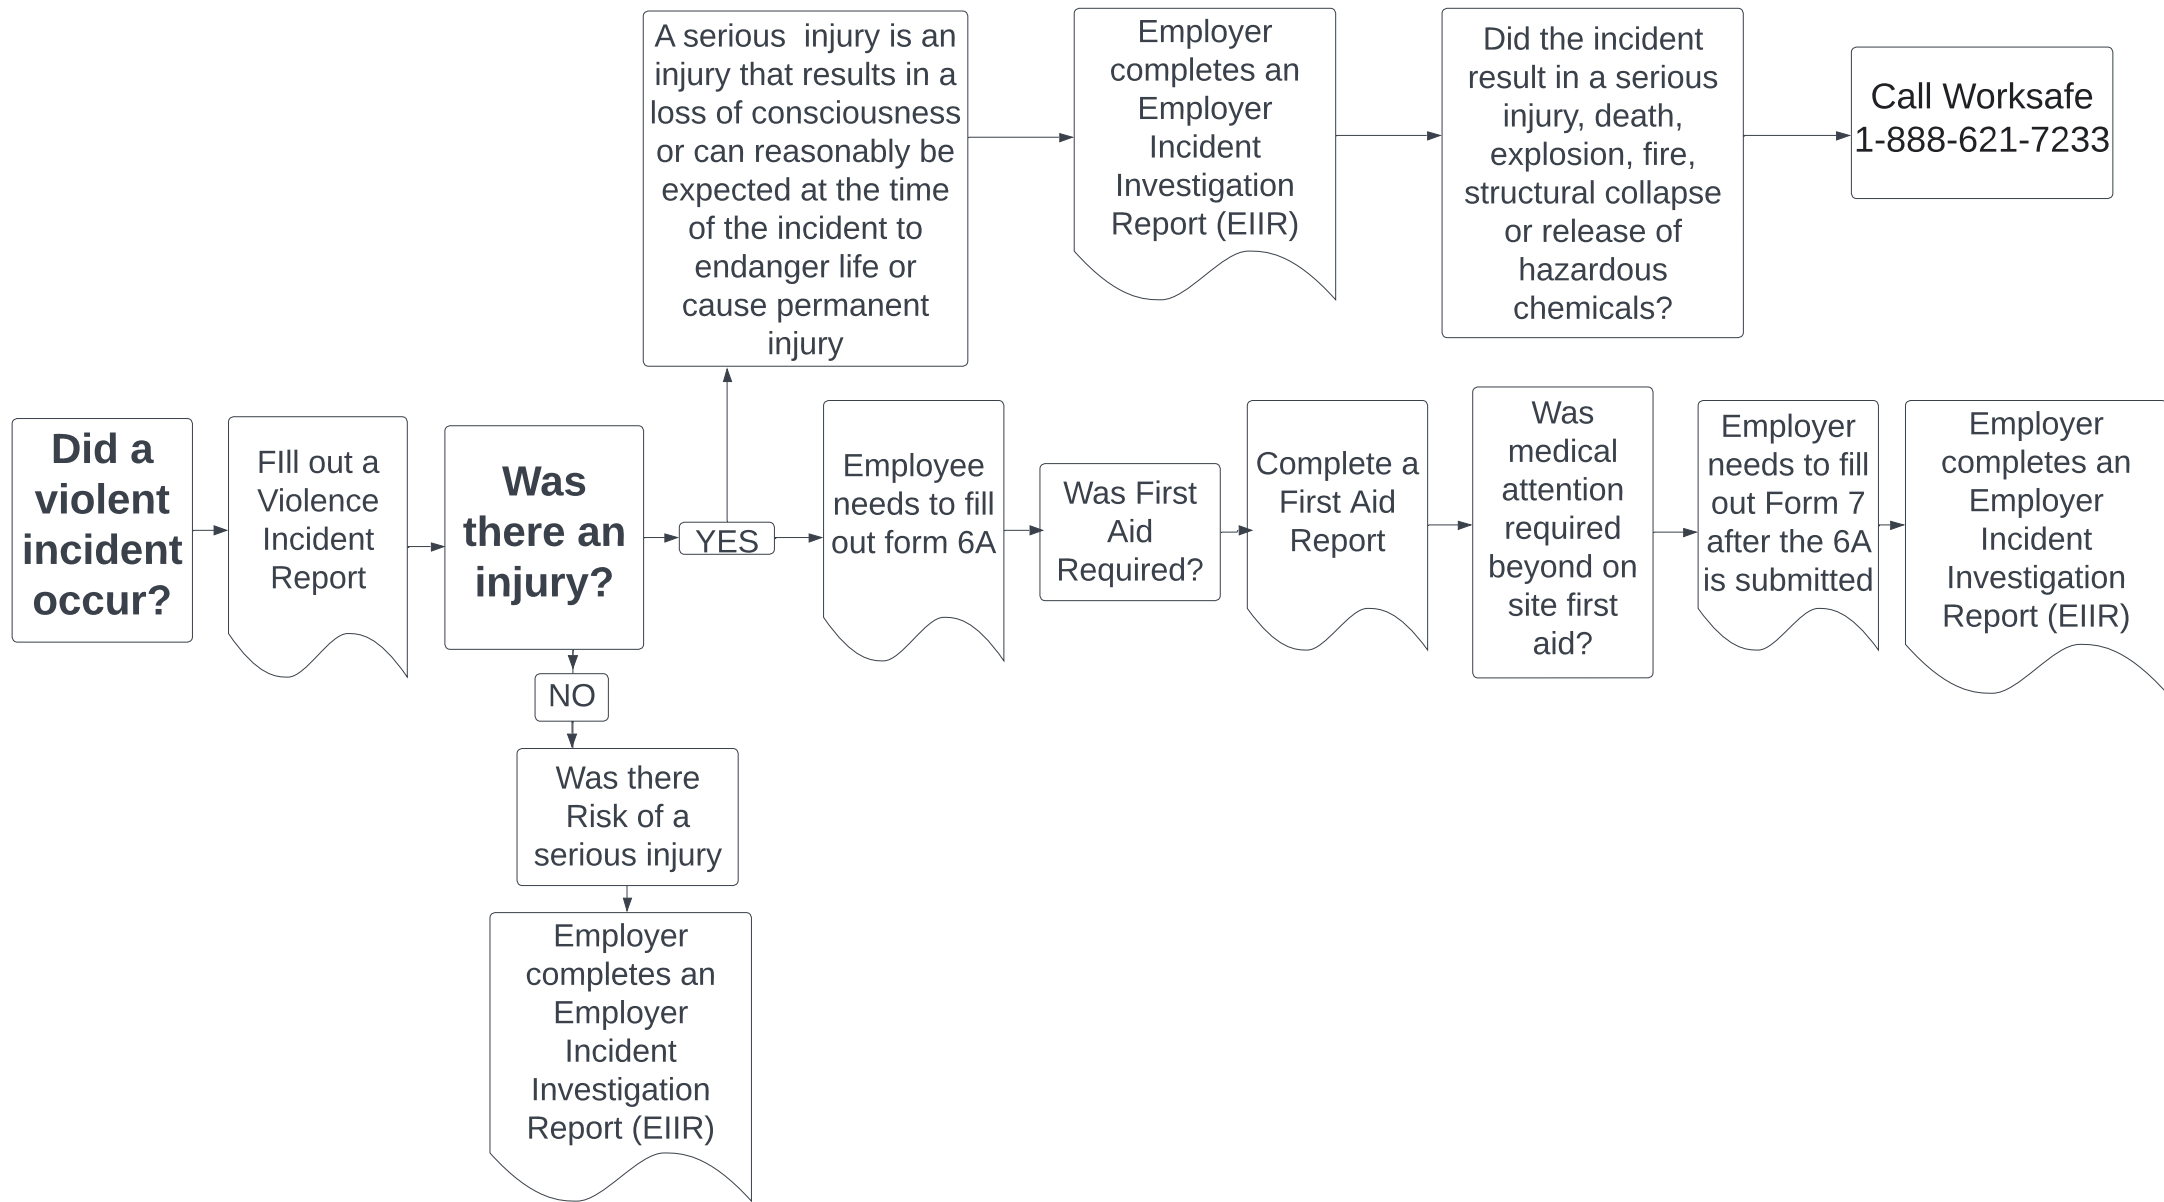 A serious  injury is an
injury that results in a
loss of consciousness
or can reasonably be
expected at the time
of the incident to
endanger life or
cause permanent
injury
Employer
completes an
Employer
Incident
Investigation
Report (EIIR)
Did the incident
result in a serious
injury, death,
explosion, fire,
structural collapse
or release of
hazardous
chemicals?
Call Worksafe
1-888-621-7233
Did a
violent
incident
occur?
FIll out a
Violence
Incident
Report
Was
there an
injury?
YES
Employee
needs to fill
out form 6A
Was First
Aid
Required?
Complete a
First Aid
Report
Was
medical
attention
required
beyond on
site first
aid?
Employer
needs to fill
out Form 7
after the 6A
is submitted
Employer
completes an
Employer
Incident
Investigation
Report (EIIR)
NO
Was there
Risk of a
serious injury
Employer
completes an
Employer
Incident
Investigation
Report (EIIR)